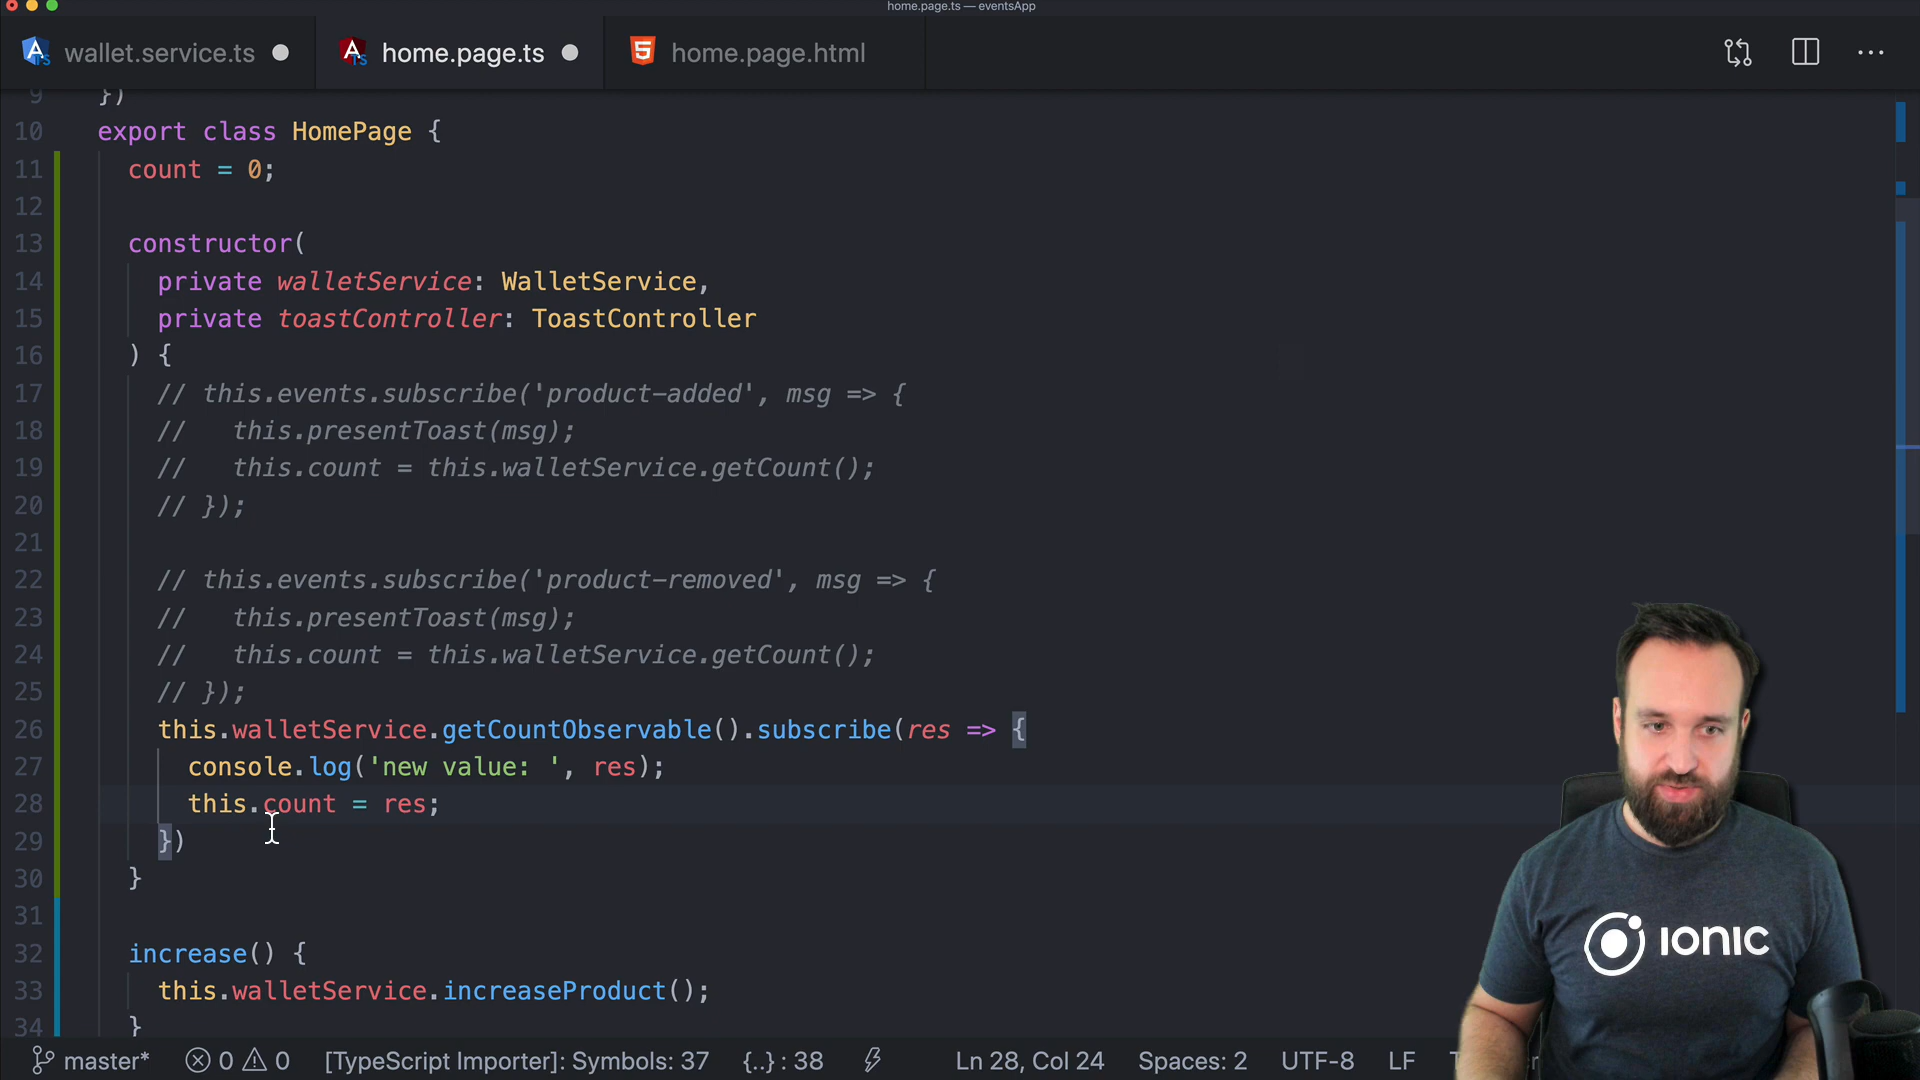 home.page.ts — eventsApp
wallet.service.ts
home.page.ts
home.page.html
9 })
10 export class HomePage {
11 count = 0;
12
13 constructor(
14 private walletService: WalletService,
15 private toastController: ToastController
16 ) {
17 // this.events.subscribe('product-added', msg => {
18 //   this.presentToast(msg);
19 //   this.count = this.walletService.getCount();
20 // });
21
22 // this.events.subscribe('product-removed', msg => {
23 //   this.presentToast(msg);
24 //   this.count = this.walletService.getCount();
25 // });
26 this.walletService.getCountObservable().subscribe(res => {
27 console.log('new value: ', res);
28 this.count = res;
29 })
30 }
31
32 increase() {
33 this.walletService.increaseProduct();
34 }
IONIC
master* 0 0 [TypeScript Importer]: Symbols: 37 {..} : 38 Ln 28, Col 24 Spaces: 2 UTF-8 LF